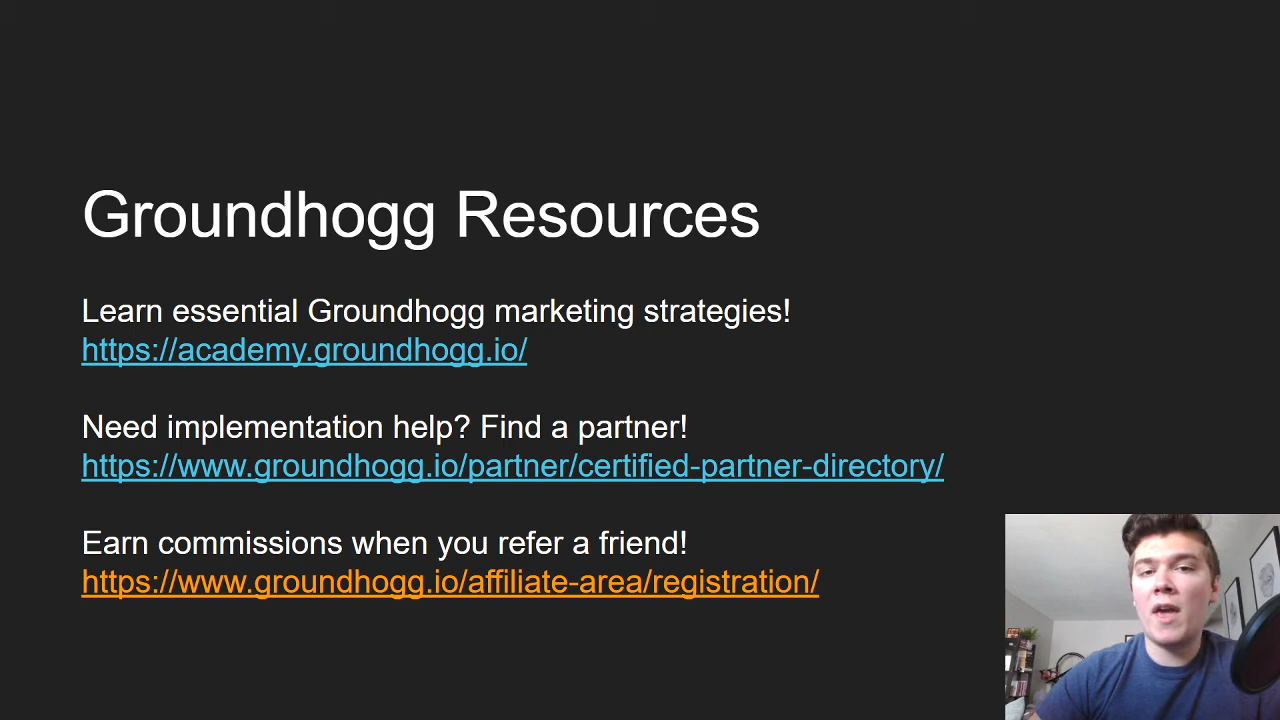 Groundhogg Resources
Learn essential Groundhogg marketing strategies!
https://academy.groundhogg.io/
Need implementation help? Find a partner!
https://www.groundhogg.io/partner/certified-partner-directory/
Earn commissions when you refer a friend!
https://www.groundhogg.io/affiliate-area/registration/